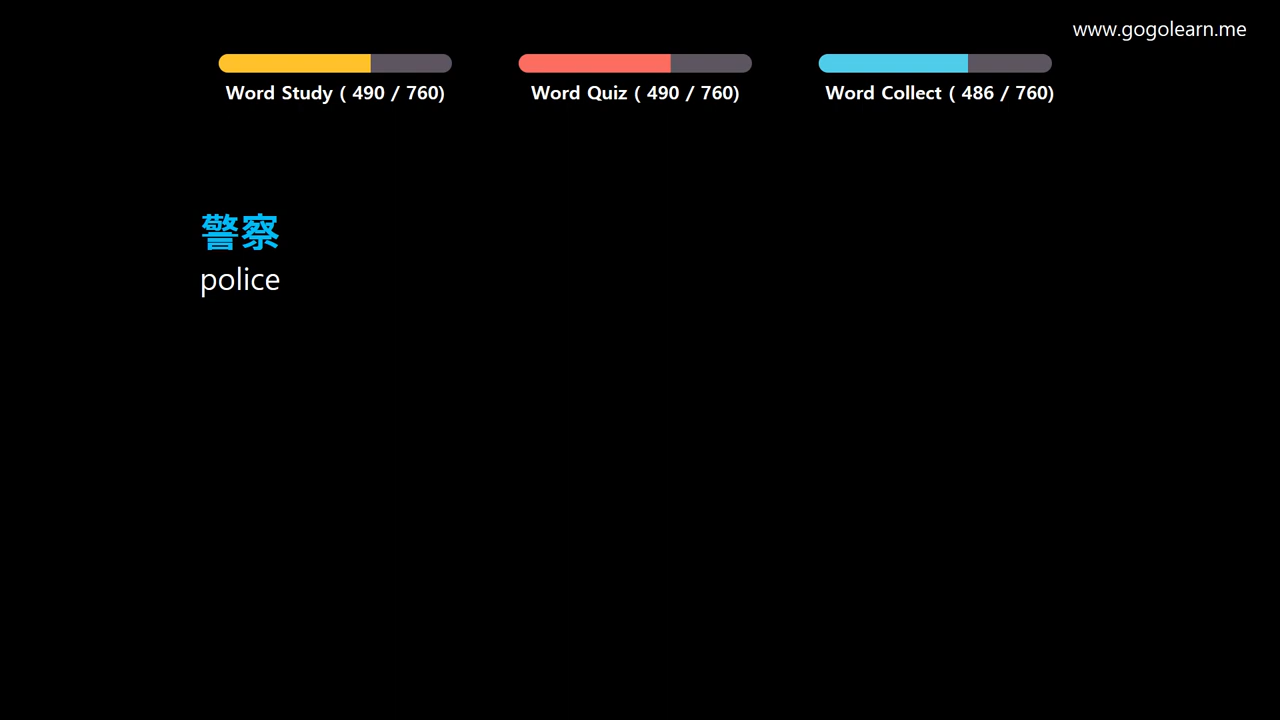 www.gogolearn.me
Word Study ( 490 / 760)
Word Quiz ( 490 / 760)
Word Collect ( 486 / 760)
警察
police